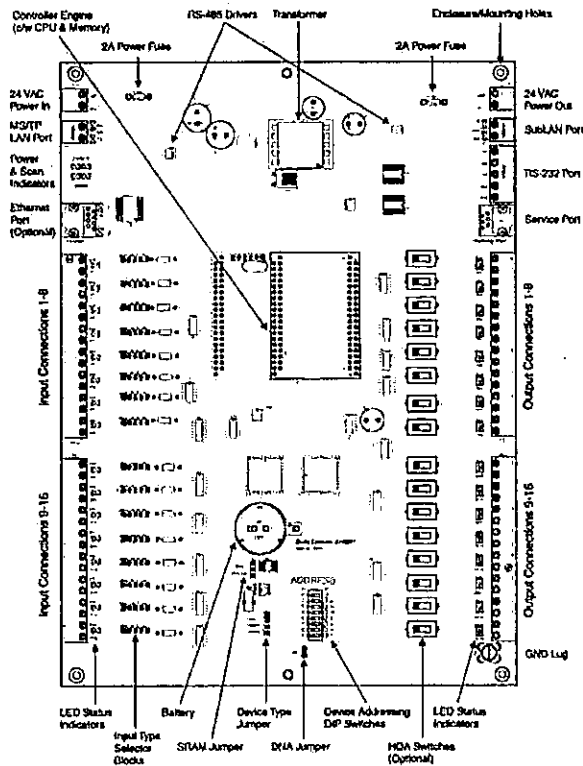 Controller Engine
(c/w CPU & Memory)
RS-485 Drivers
Transformer
Enclosure/Mounting Holes
2A Power Fuse
2A Power Fuse
24 VAC
Power In
24 VAC
Power Out
MS/TP
LAN Port
SubLAN Port
Power
& Scan
Indicators
RS-232 Port
Ethernet
Port
(Optional)
Service Port
Input Connections 1-8
Output Connections 1-8
Input Connections 9-16
Output Connections 9-16
ADDRESS
GND Lug
LED Status
Indicators
Input Type
Selector
Blocks
Battery
SRAM Jumper
Device Type
Jumper
DNA Jumper
Device Addressing
DIP Switches
HOA Switches
(Optional)
LED Status
Indicators